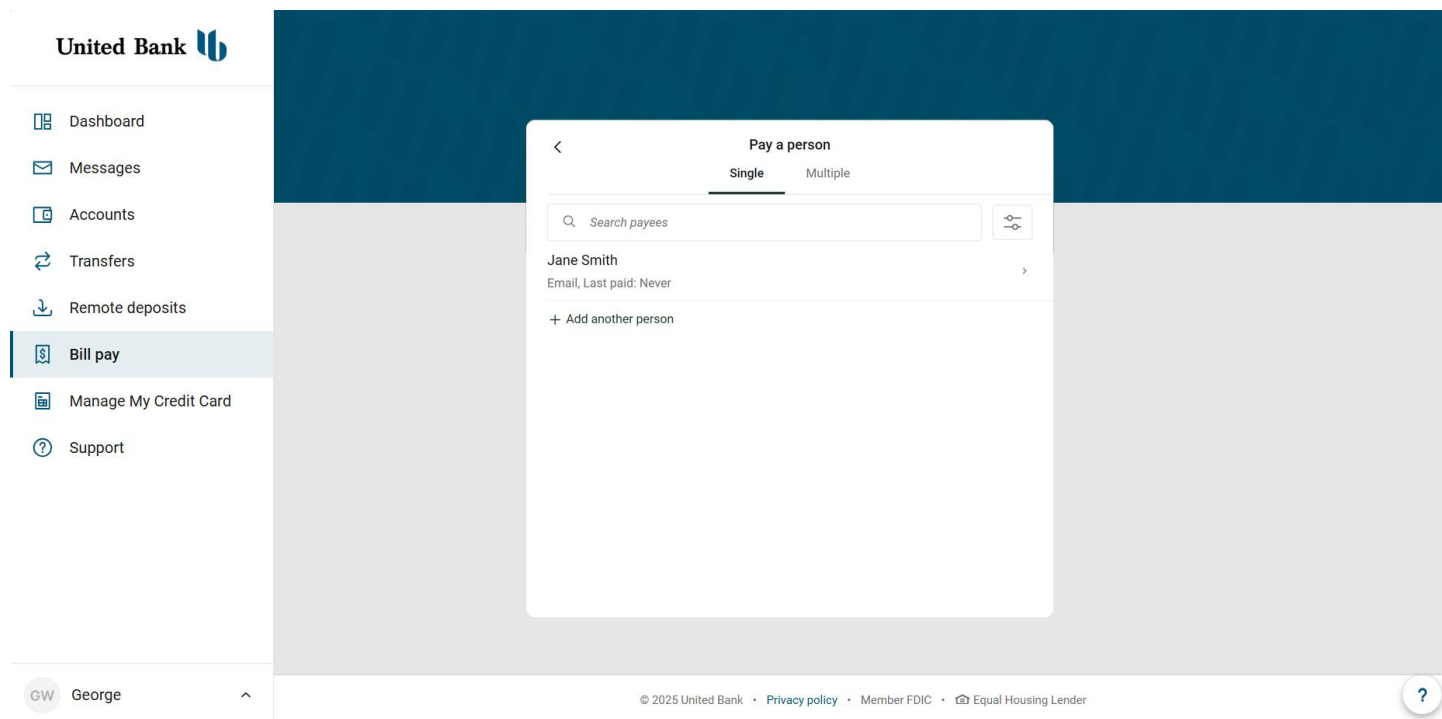 United Bank
Dashboard
Messages
Accounts
Transfers
Remote deposits
Bill pay
Manage My Credit Card
Support
GW George
Pay a person
Single Multiple
Search payees
Jane Smith
Email, Last paid: Never
+ Add another person
© 2025 United Bank • Privacy policy • Member FDIC • Equal Housing Lender
?